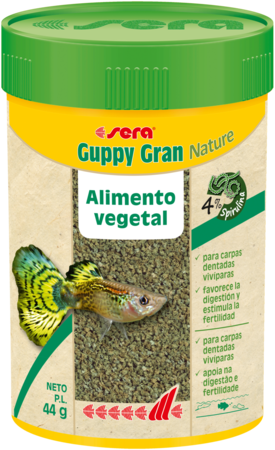 sera
sera
Guppy Gran Nature
Alimento
vegetal
4% Spirulina
para carpas
dentadas
vivíparas
favorece la
digestión y
estimula la
fertilidad
para carpas
dentadas
vivíparas
apoia na
digestão e
fertilidade
NETO
P.L.
44 g